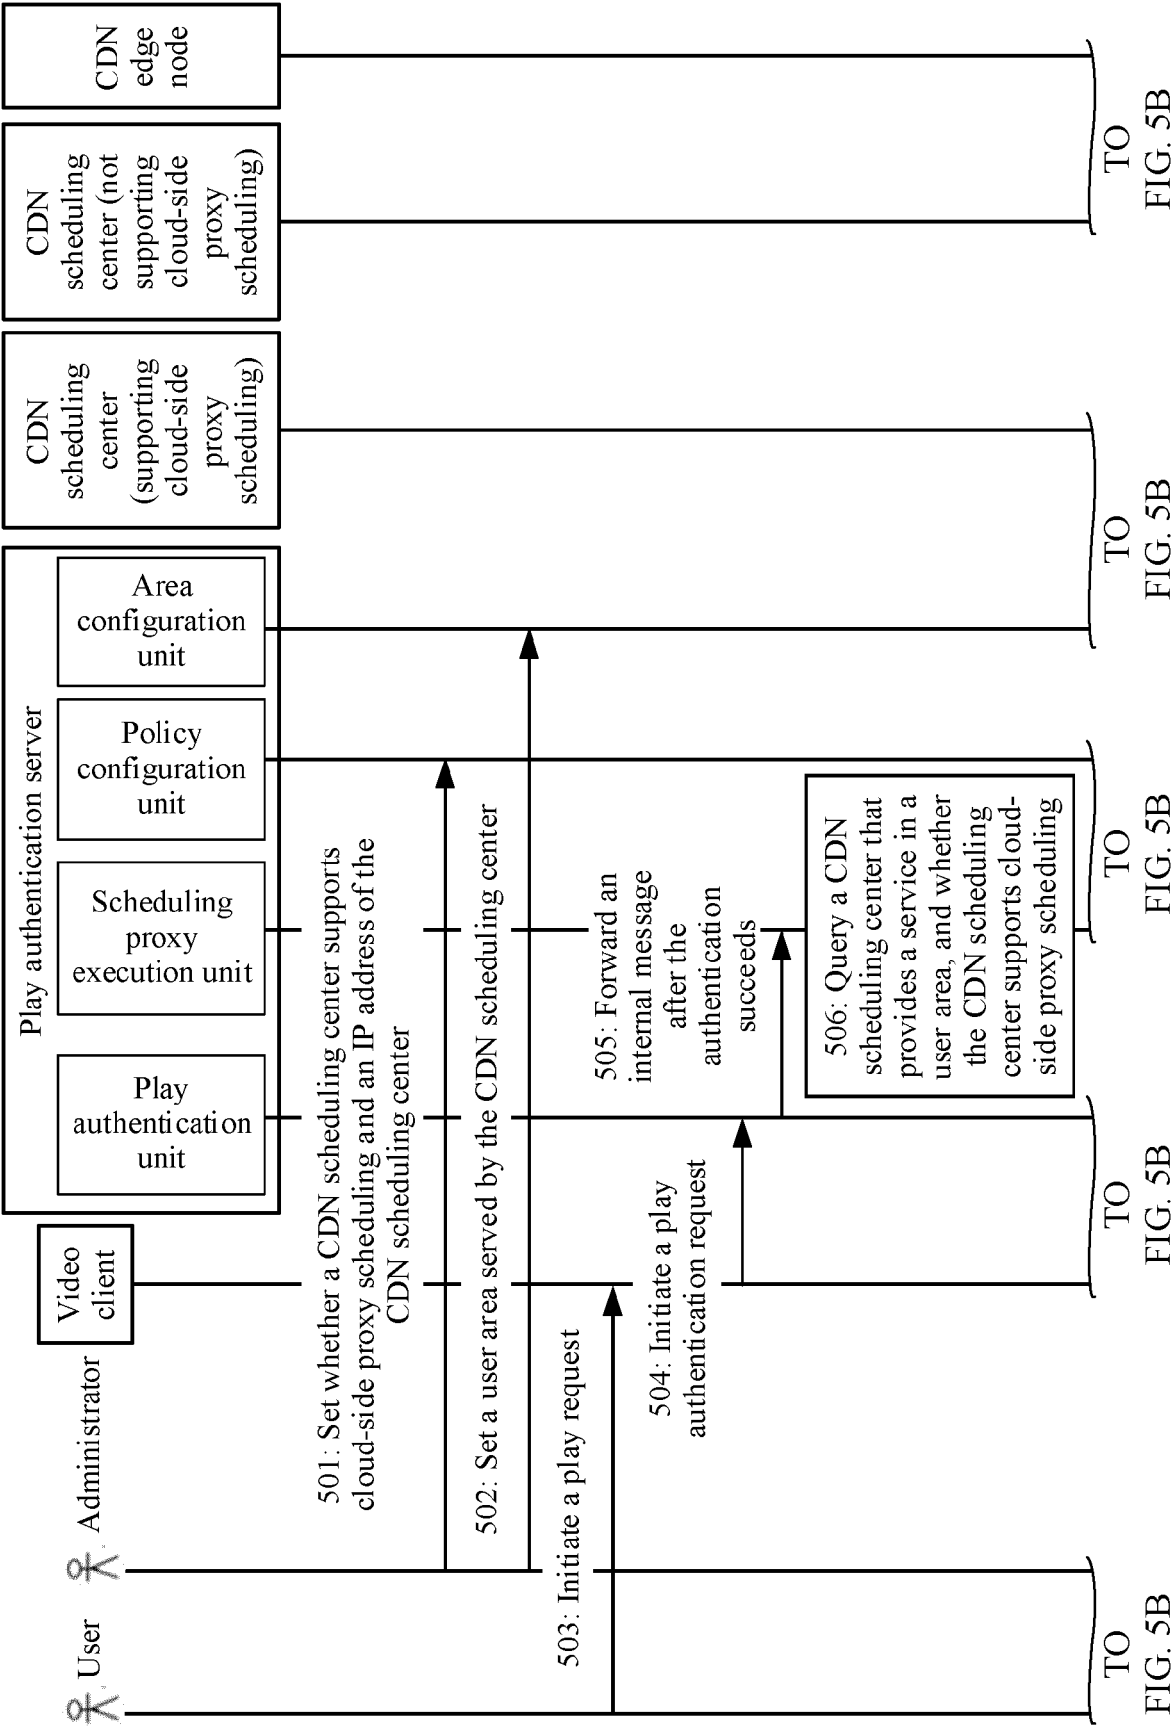 User
Administrator
Video
client
Play authentication server
Play
authentication
unit
Scheduling
proxy
execution unit
Policy
configuration
unit
Area
configuration
unit
CDN
scheduling
center
(supporting
cloud-side
proxy
scheduling)
CDN
scheduling
center (not
supporting
cloud-side
proxy
scheduling)
CDN
edge
node
501: Set whether a CDN scheduling center supports
cloud-side proxy scheduling and an IP address of the
CDN scheduling center
502: Set a user area served by the CDN scheduling center
503: Initiate a play request
504: Initiate a play
authentication request
505: Forward an
internal message
after the
authentication
succeeds
506: Query a CDN
scheduling center that
provides a service in a
user area, and whether
the CDN scheduling
center supports cloud-
side proxy scheduling
TO
FIG. 5B
TO
FIG. 5B
TO
FIG. 5B
TO
FIG. 5B
TO
FIG. 5B